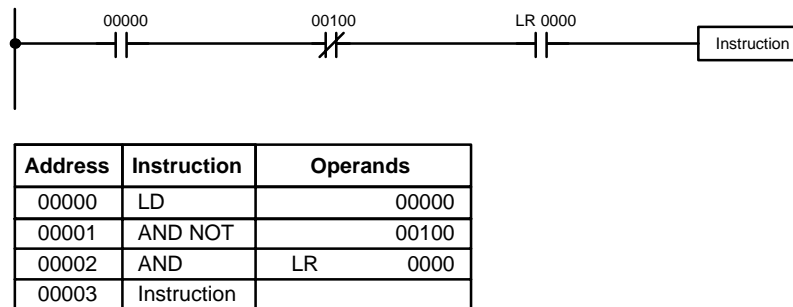 00000 00100 LR 0000
Instruction
Address Instruction Operands
00000 LD 00000
00001 AND NOT 00100
00002 AND LR 0000
00003 Instruction